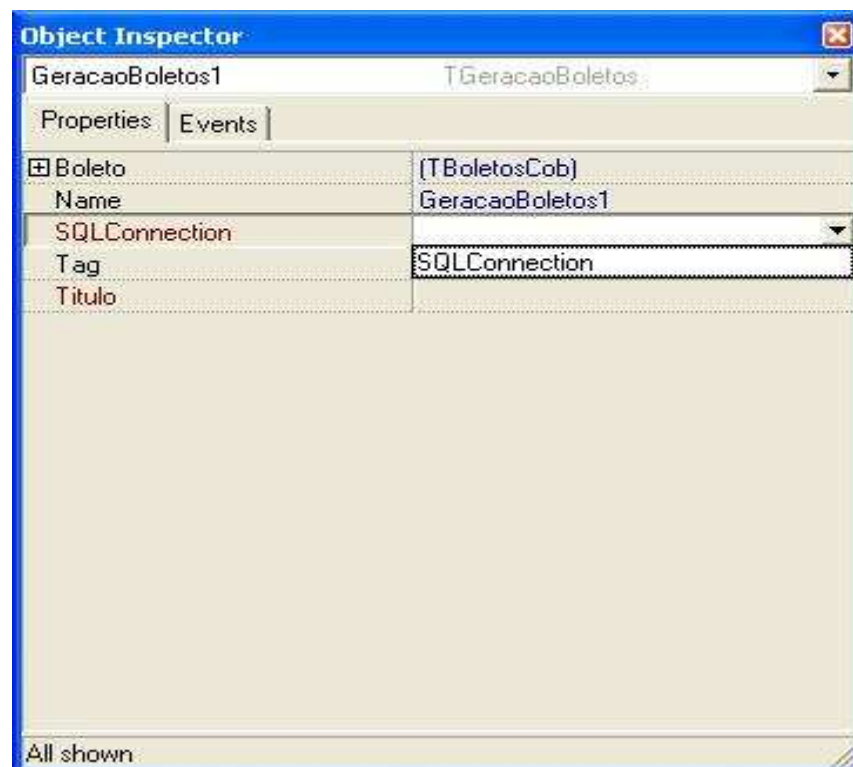 Object Inspector
GeracaoBoletos1 TGeracaoBoletos
Properties Events
Boleto (TBoletosCob)
Name GeracaoBoletos1
SQLConnection
Tag SQLConnection
Titulo
All shown